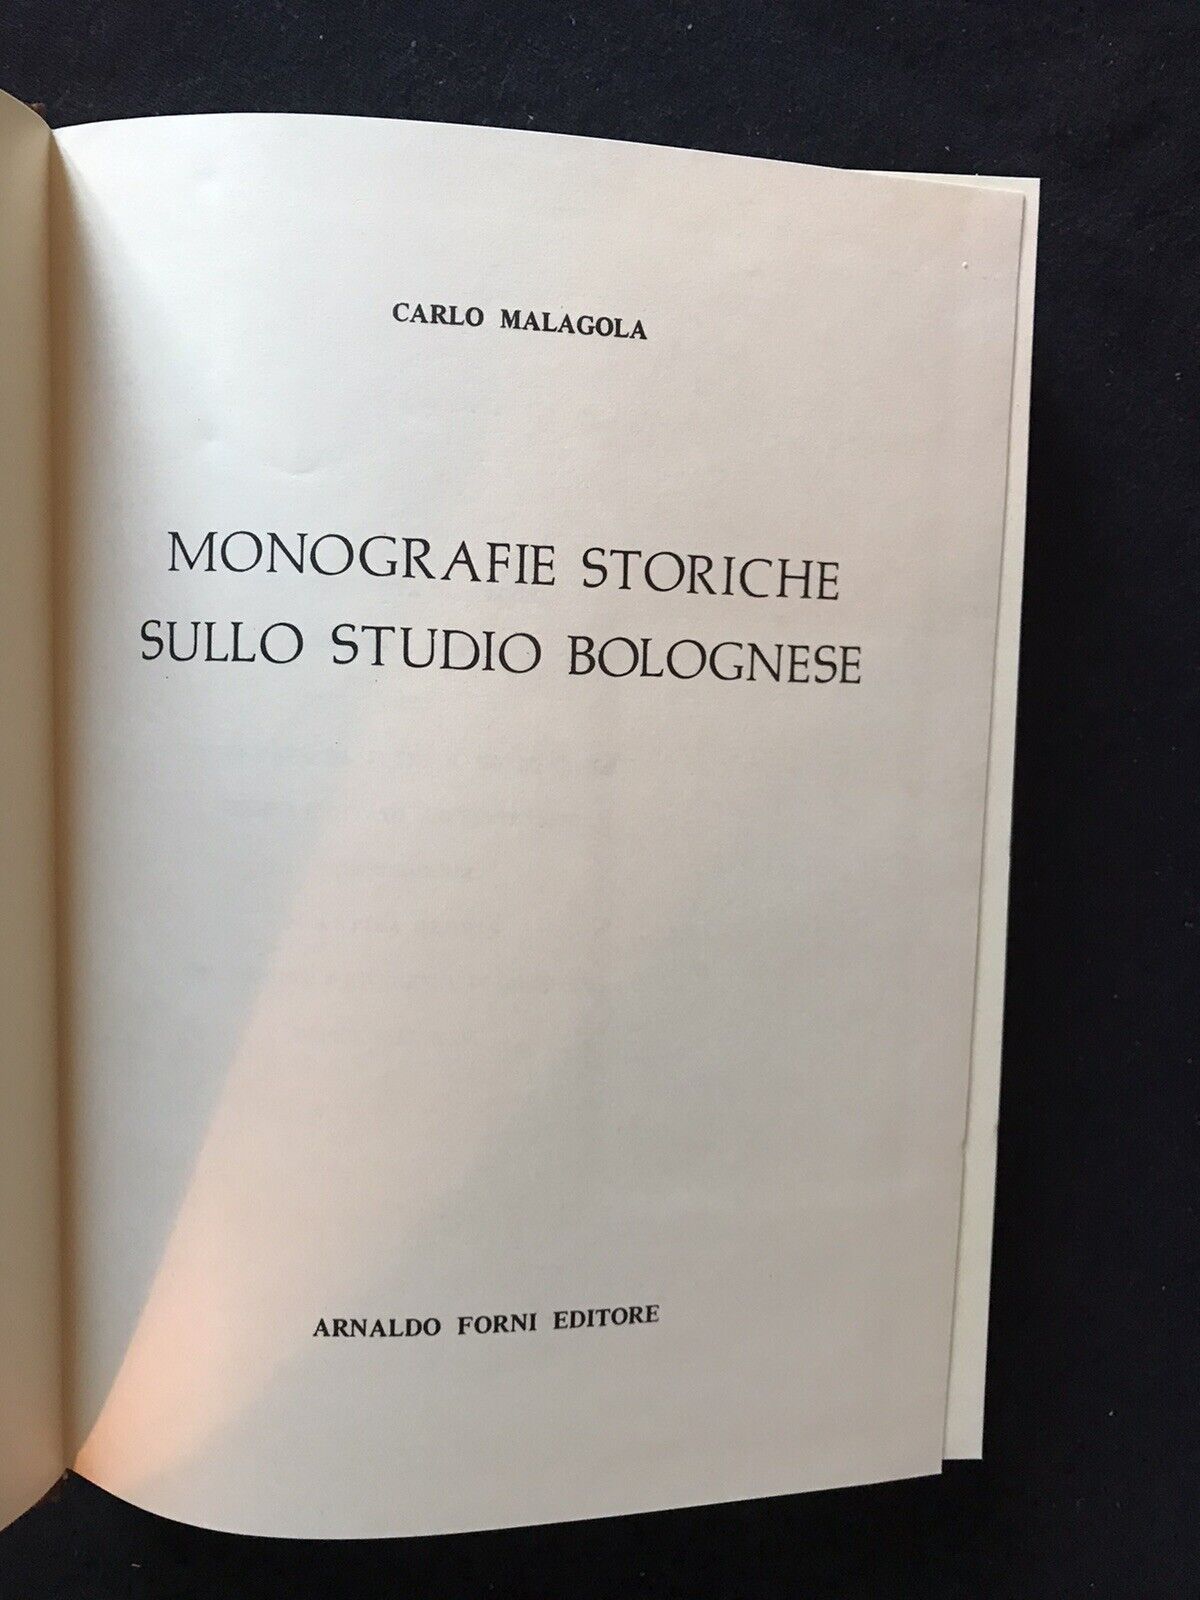 CARLO MALAGOLA
MONOGRAFIE STORICHE
SULLO STUDIO BOLOGNESE
ARNALDO FORNI EDITORE